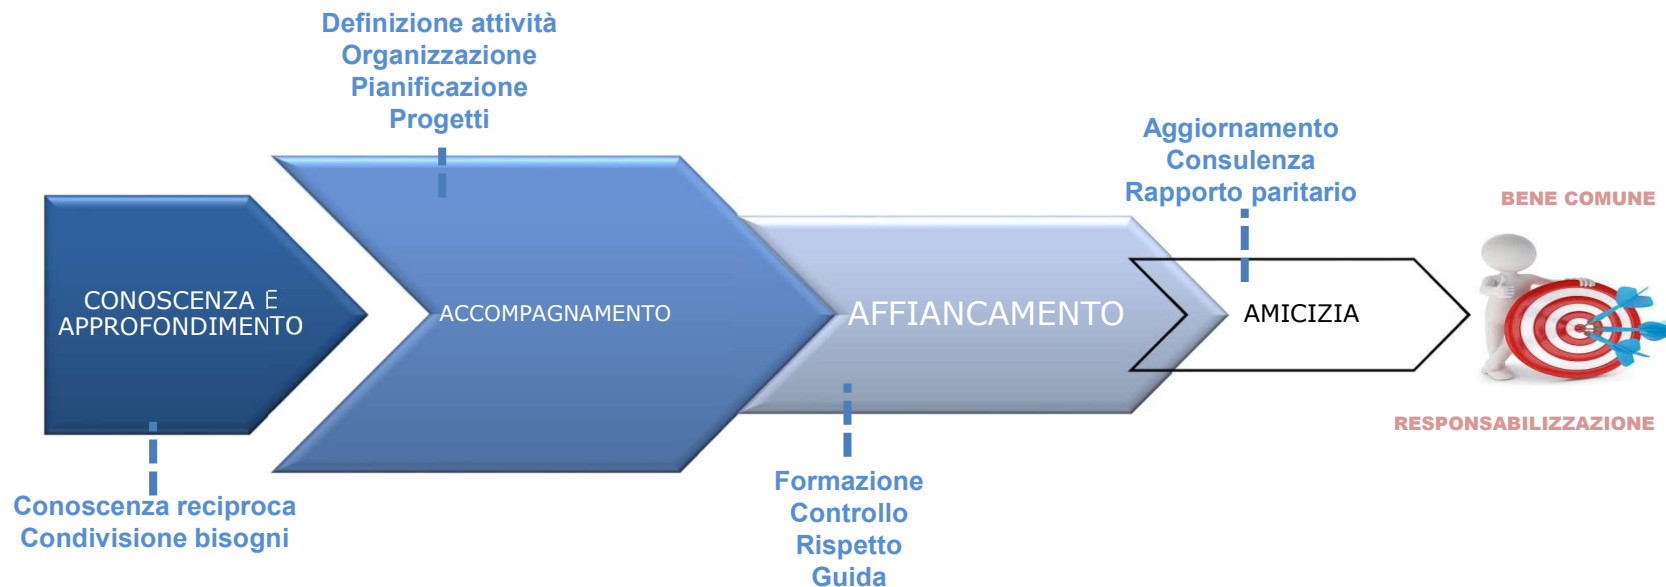 Definizione attività
Organizzazione
Pianificazione
Progetti
Aggiornamento
Consulenza
Rapporto paritario
BENE COMUNE
CONOSCENZA E
APPROFONDIMENTO
ACCOMPAGNAMENTO
AFFIANCAMENTO
AMICIZIA
RESPONSABILIZZAZIONE
Conoscenza reciproca
Condivisione bisogni
Formazione
Controllo
Rispetto
Guida